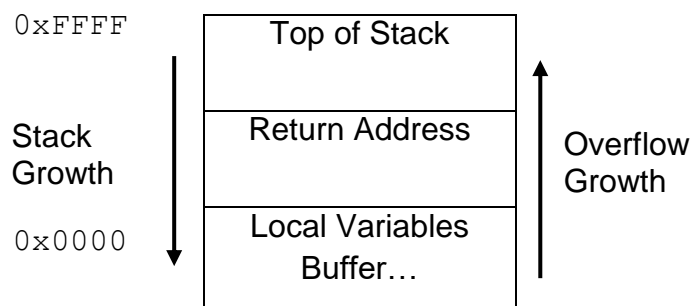 0xFFFF
Top of Stack
Stack
Growth
Return Address
Overflow
Growth
0x0000
Local Variables
Buffer…